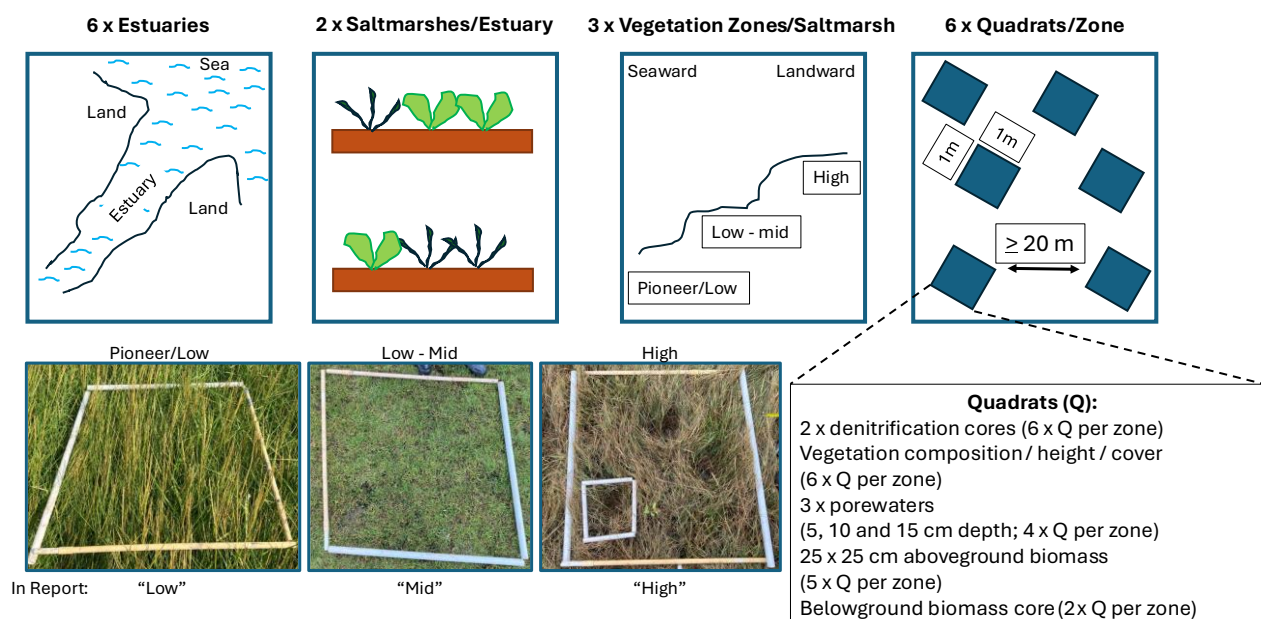 6 x Estuaries
2 x Saltmarshes/Estuary
3 x Vegetation Zones/Saltmarsh
6 x Quadrats/Zone
Sea
Land
Estuary
Land
Seaward
Landward
High
Low - mid
Pioneer/Low
1m
1m
≥ 20 m
Pioneer/Low
Low - Mid
High
In Report:
"Low"
"Mid"
"High"
Quadrats (Q):
2 x denitrification cores (6 x Q per zone)
Vegetation composition / height / cover
(6 x Q per zone)
3 x porewaters
(5, 10 and 15 cm depth; 4 x Q per zone)
25 x 25 cm aboveground biomass
(5 x Q per zone)
Belowground biomass core (2 x Q per zone)